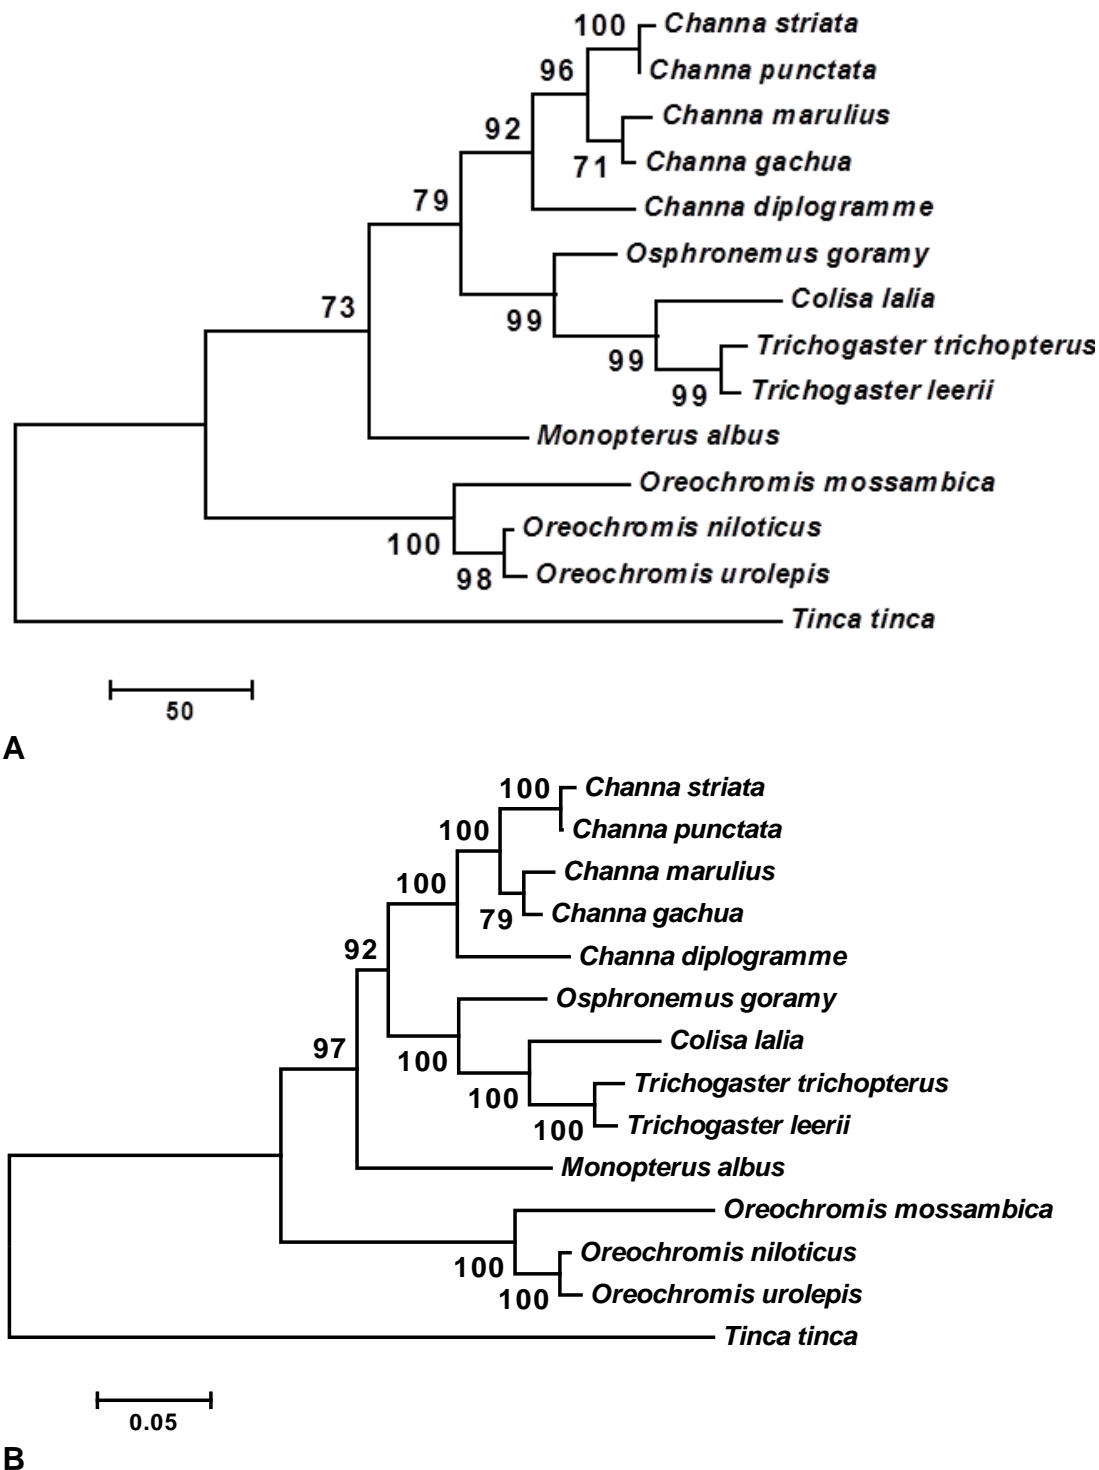 100
Channa striata
Channa punctata
96
Channa marulius
71
Channa gachua
92
Channa diplogramme
79
Osphronemus goramy
Colisa lalia
99
Trichogaster trichopterus
99
Trichogaster leerii
99
73
Monopterus albus
Oreochromis mossambica
Oreochromis niloticus
100
Oreochromis urolepis
98
Tinca tinca
50
A
100
Channa striata
Channa punctata
100
Channa marulius
100
Channa gachua
79
92
Channa diplogramme
Osphronemus goramy
97
Colisa lalia
100
Trichogaster trichopterus
100
Trichogaster leerii
100
Monopterus albus
Oreochromis mossambica
Oreochromis niloticus
100
Oreochromis urolepis
100
Tinca tinca
0.05
B